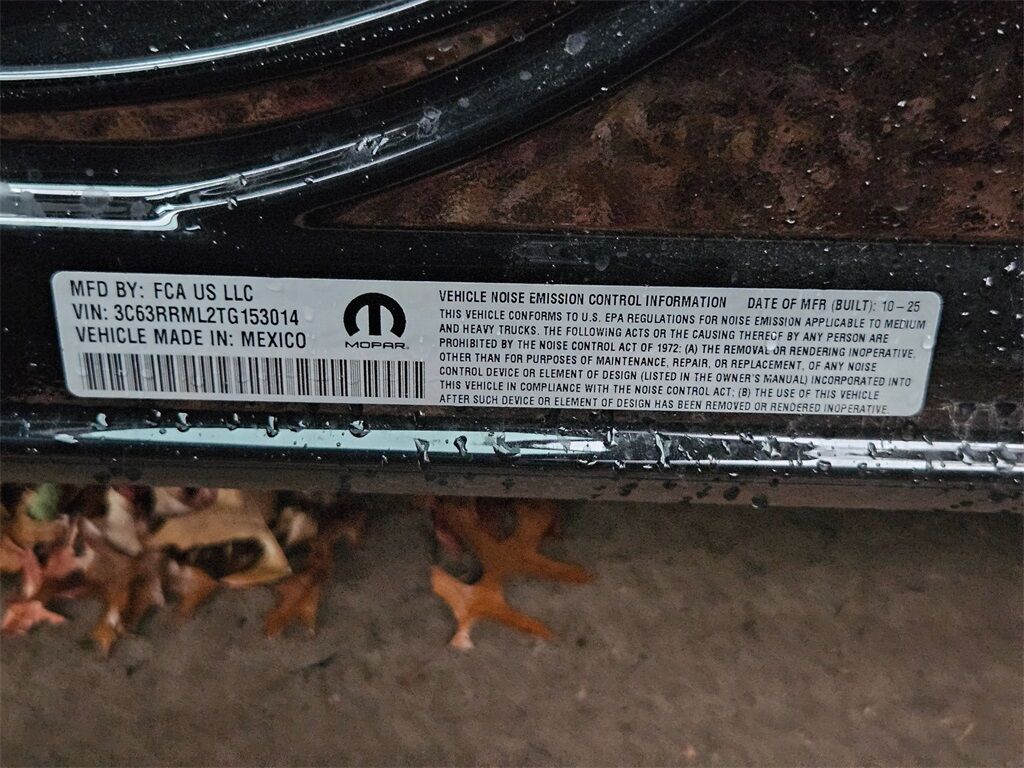 MFD BY: FCA US LLC
VIN: 3C63RRML2TG153014
VEHICLE MADE IN: MEXICO
MOPAR
VEHICLE NOISE EMISSION CONTROL INFORMATION DATE OF MFR (BUILT): 10-25
THIS VEHICLE CONFORMS TO U.S. EPA REGULATIONS FOR NOISE EMISSION APPLICABLE TO MEDIUM
AND HEAVY TRUCKS. THE FOLLOWING ACTS OR THE CAUSING THEREOF BY ANY PERSON ARE
PROHIBITED BY THE NOISE CONTROL ACT OF 1972: (A) THE REMOVAL OR RENDERING INOPERATIVE,
OTHER THAN FOR PURPOSES OF MAINTENANCE, REPAIR, OR REPLACEMENT, OF ANY NOISE
CONTROL DEVICE OR ELEMENT OF DESIGN (LISTED IN THE OWNER'S MANUAL) INCORPORATED INTO
THIS VEHICLE IN COMPLIANCE WITH THE NOISE CONTROL ACT; (B) THE USE OF THIS VEHICLE
AFTER SUCH DEVICE OR ELEMENT OF DESIGN HAS BEEN REMOVED OR RENDERED INOPERATIVE.